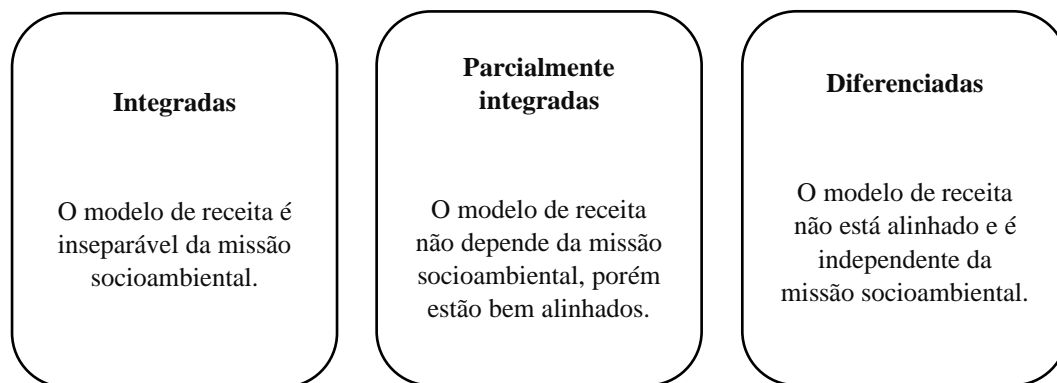 Integradas
O modelo de receita é
inseparável da missão
socioambiental.
Parcialmente
integradas
O modelo de receita
não depende da missão
socioambiental, porém
estão bem alinhados.
Diferenciadas
O modelo de receita
não está alinhado e é
independente da
missão socioambiental.